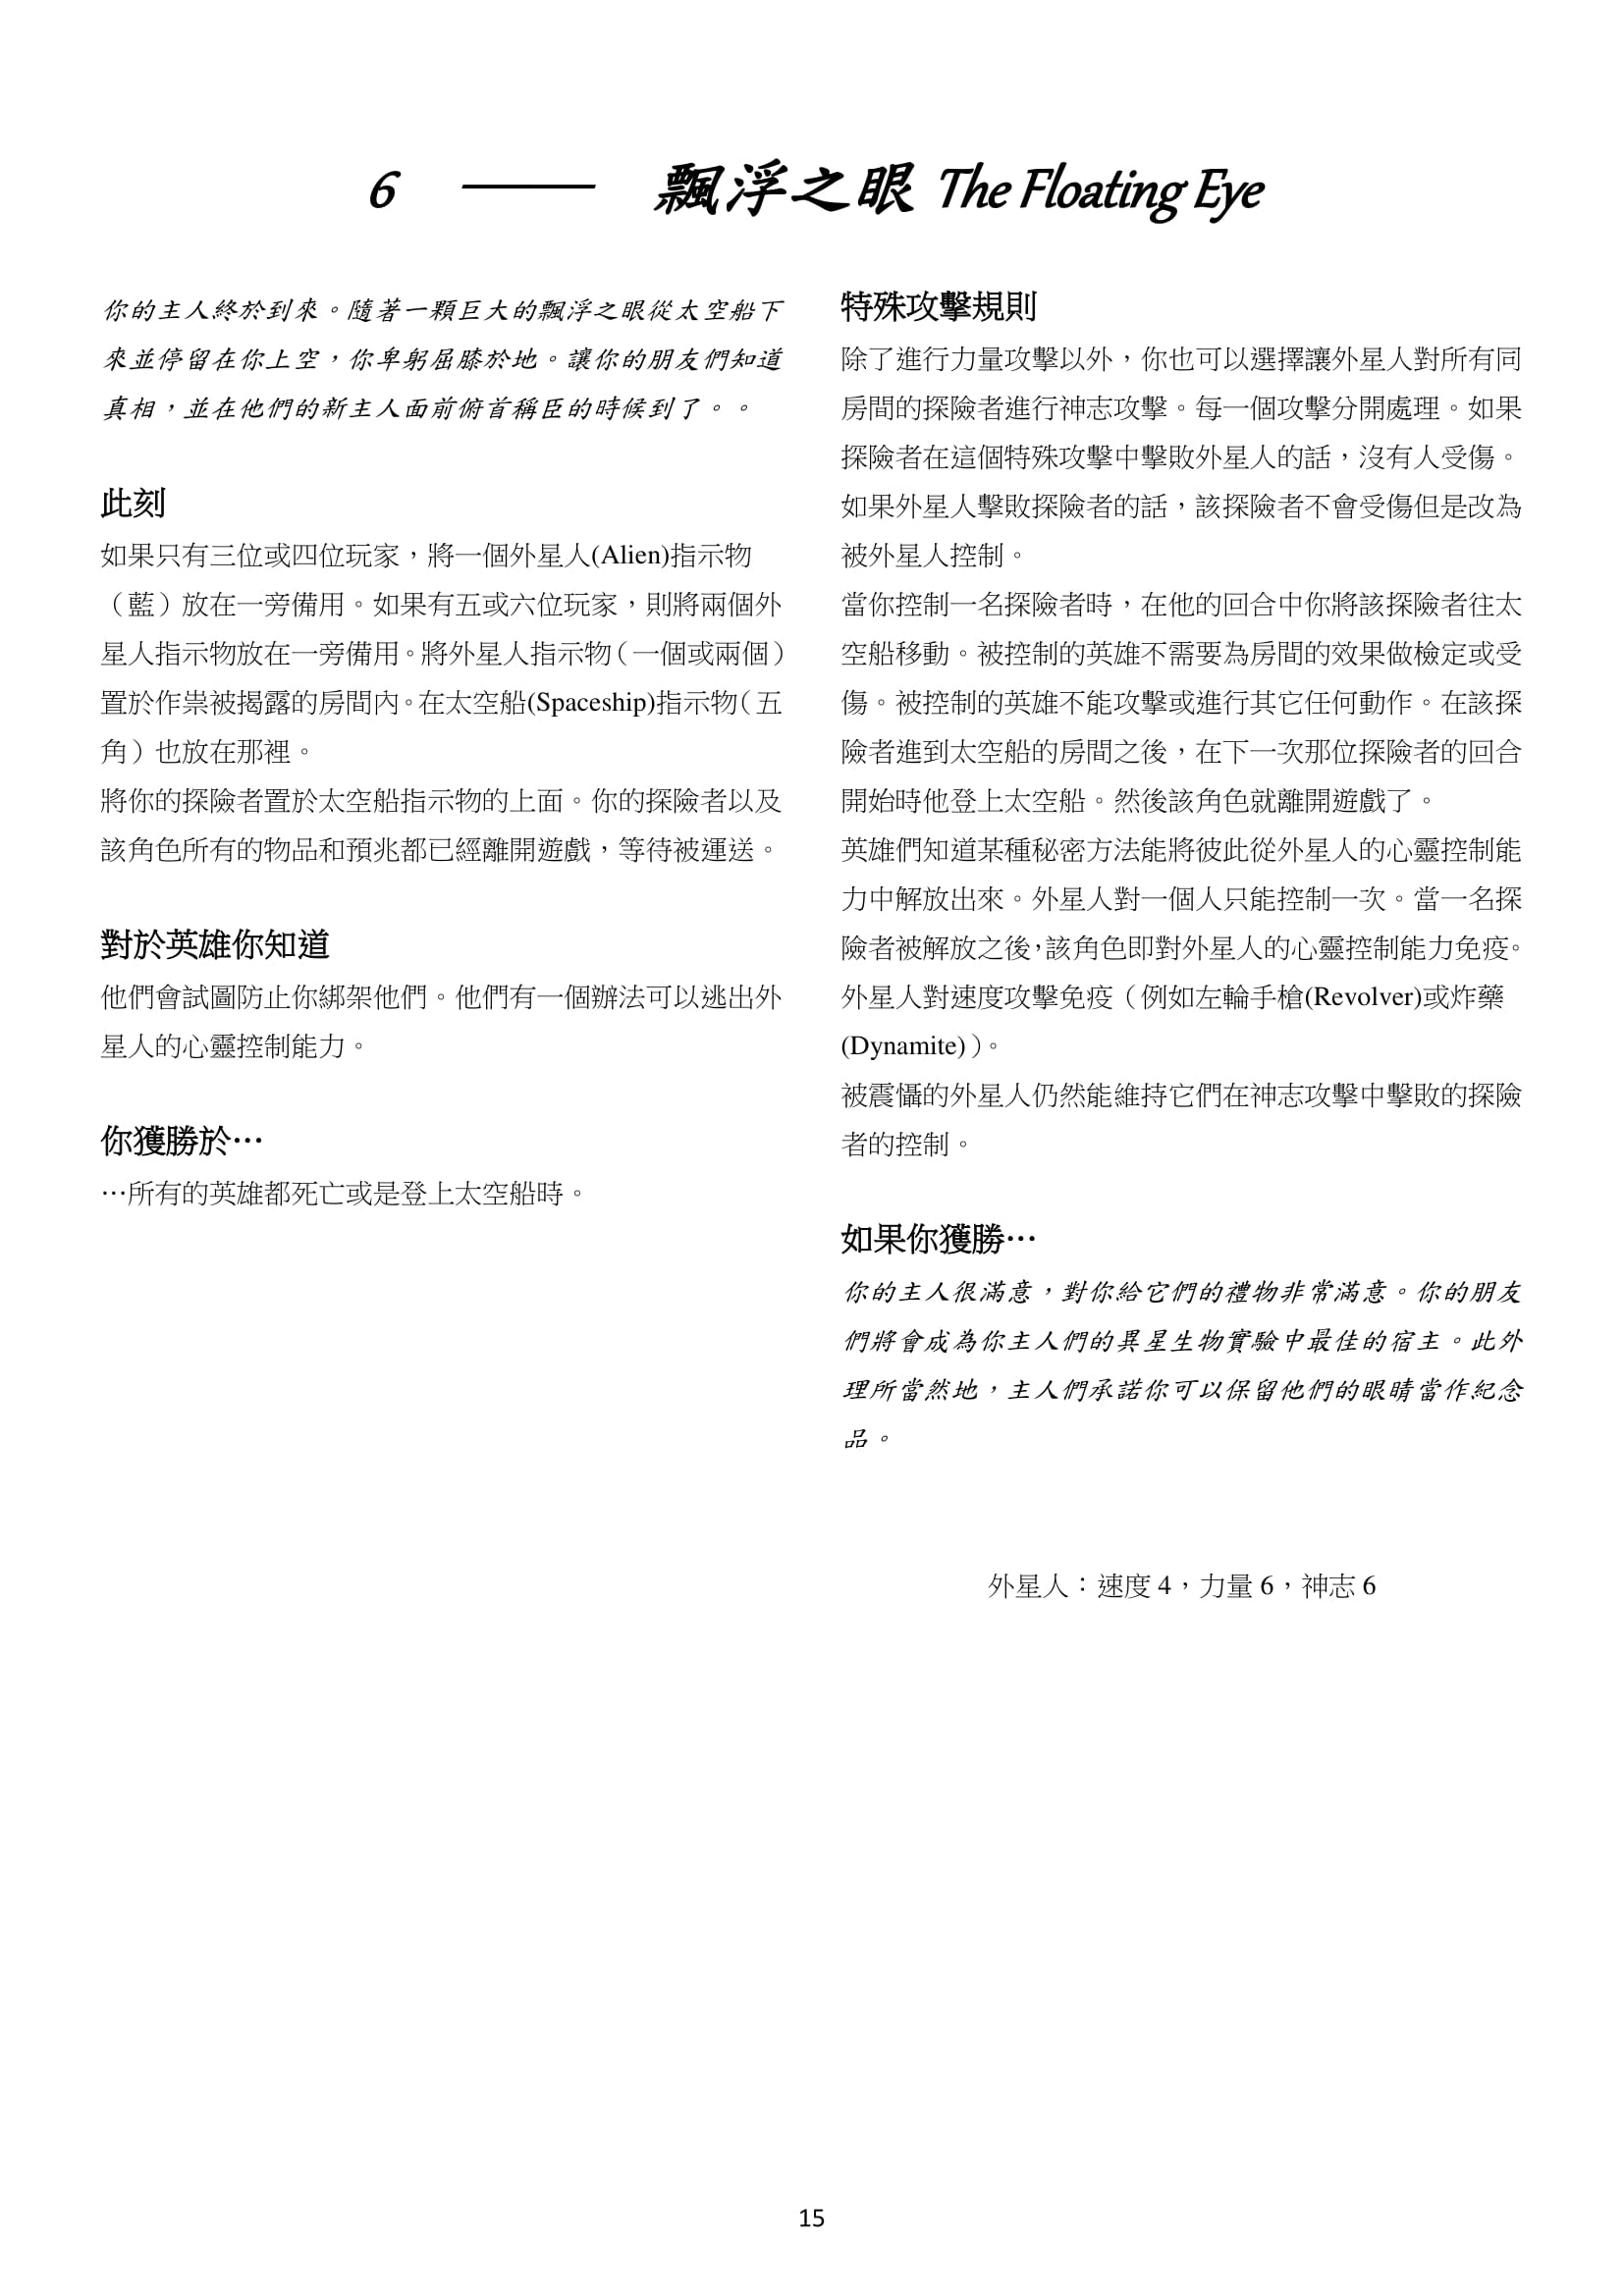 6 —— 飄浮之眼 The Floating Eye
你的主人終於到來。隨著一顆巨大的飄浮之眼從太空船下
來並停留在你上空，你卑躬屈膝於地。讓你的朋友們知道
真相，並在他們的新主人面前俯首稱臣的時候到了。。
此刻
如果只有三位或四位玩家，將一個外星人(Alien)指示物
（藍）放在一旁備用。如果有五或六位玩家，則將兩個外
星人指示物放在一旁備用。將外星人指示物（一個或兩個）
置於作祟被揭露的房間內。在太空船(Spaceship)指示物（五
角）也放在那裡。
將你的探險者置於太空船指示物的上面。你的探險者以及
該角色所有的物品和預兆都已經離開遊戲，等待被運送。
對於英雄你知道
他們會試圖防止你綁架他們。他們有一個辦法可以逃出外
星人的心靈控制能力。
你獲勝於…
…所有的英雄都死亡或是登上太空船時。
特殊攻擊規則
除了進行力量攻擊以外，你也可以選擇讓外星人對所有同
房間的探險者進行神志攻擊。每一個攻擊分開處理。如果
探險者在這個特殊攻擊中擊敗外星人的話，沒有人受傷。
如果外星人擊敗探險者的話，該探險者不會受傷但是改為
被外星人控制。
當你控制一名探險者時，在他的回合中你將該探險者往太
空船移動。被控制的英雄不需要為房間的效果做檢定或受
傷。被控制的英雄不能攻擊或進行其它任何動作。在該探
險者進到太空船的房間之後，在下一次那位探險者的回合
開始時他登上太空船。然後該角色就離開遊戲了。
英雄們知道某種秘密方法能將彼此從外星人的心靈控制能
力中解放出來。外星人對一個人只能控制一次。當一名探
險者被解放之後，該角色即對外星人的心靈控制能力免疫。
外星人對速度攻擊免疫（例如左輪手槍(Revolver)或炸藥
(Dynamite)）。
被震懾的外星人仍然能維持它們在神志攻擊中擊敗的探險
者的控制。
如果你獲勝…
你的主人很滿意，對你給它們的禮物非常滿意。你的朋友
們將會成為你主人們的異星生物實驗中最佳的宿主。此外
理所當然地，主人們承諾你可以保留他們的眼睛當作紀念
品。
外星人：速度 4，力量 6，神志 6
15